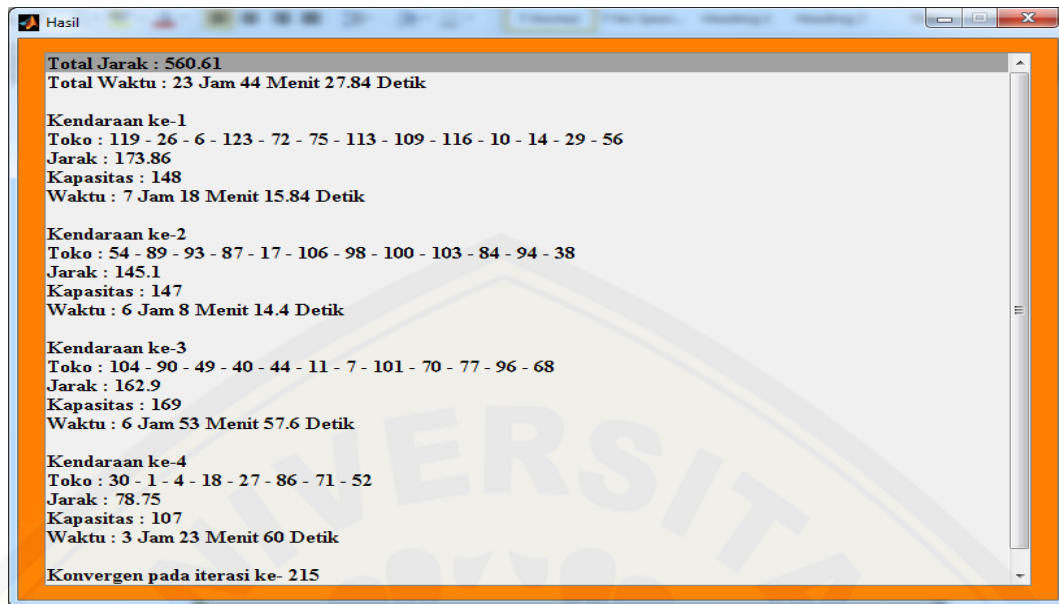 Hasil
Total Jarak : 560.61
Total Waktu : 23 Jam 44 Menit 27.84 Detik
Kendaraan ke-1
Toko : 119 - 26 - 6 - 123 - 72 - 75 - 113 - 109 - 116 - 10 - 14 - 29 - 56
Jarak : 173.86
Kapasitas : 148
Waktu : 7 Jam 18 Menit 15.84 Detik
Kendaraan ke-2
Toko : 54 - 89 - 93 - 87 - 17 - 106 - 98 - 100 - 103 - 84 - 94 - 38
Jarak : 145.1
Kapasitas : 147
Waktu : 6 Jam 8 Menit 14.4 Detik
Kendaraan ke-3
Toko : 104 - 90 - 49 - 40 - 44 - 11 - 7 - 101 - 70 - 77 - 96 - 68
Jarak : 162.9
Kapasitas : 169
Waktu : 6 Jam 53 Menit 57.6 Detik
Kendaraan ke-4
Toko : 30 - 1 - 4 - 18 - 27 - 86 - 71 - 52
Jarak : 78.75
Kapasitas : 107
Waktu : 3 Jam 23 Menit 60 Detik
Konvergen pada iterasi ke- 215
UNIVERSITA